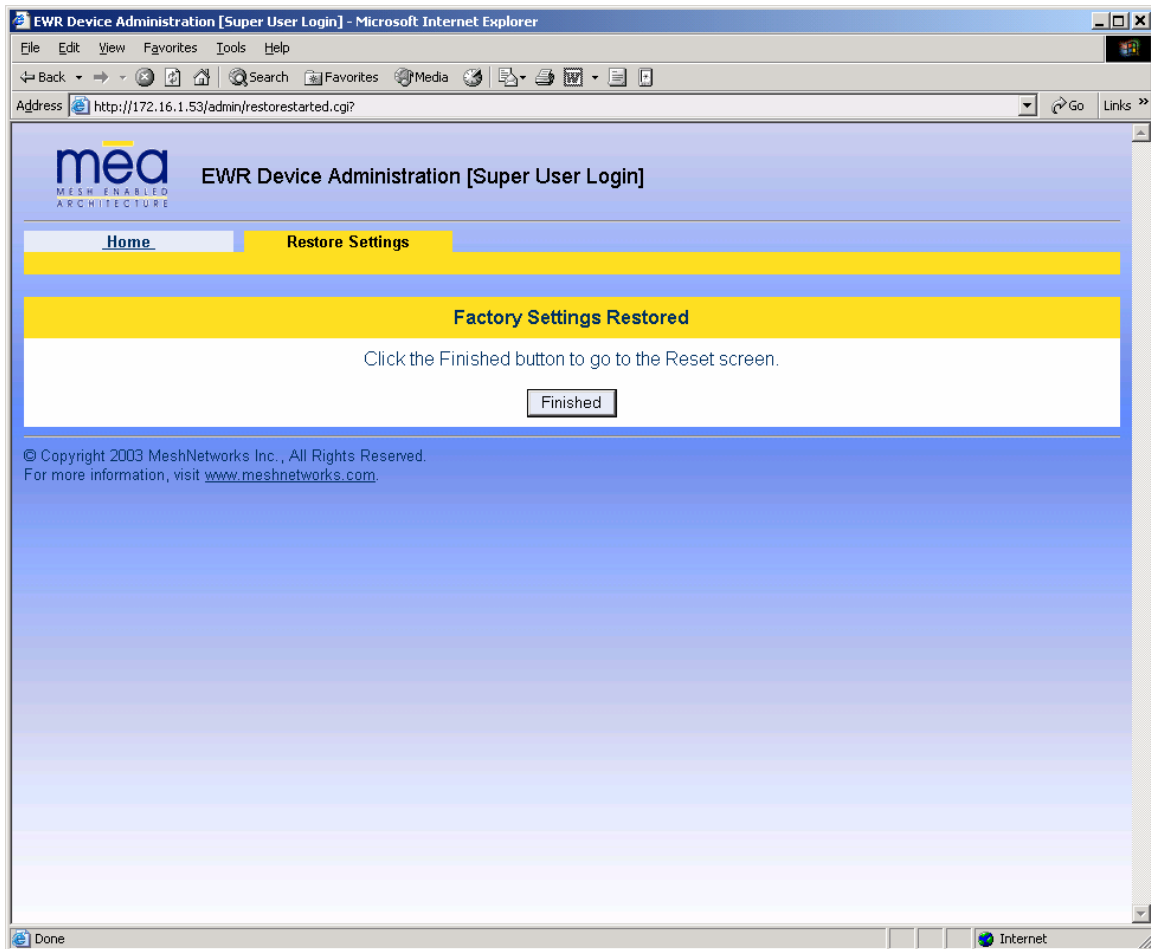 EWR Device Administration [Super User Login] - Microsoft Internet Explorer
File Edit View Favorites Tools Help
Back Search Favorites Media
Address http://172.16.1.53/admin/restorestarted.cgi? Go Links »
mea
MESH ENABLED
ARCHITECTURE
EWR Device Administration [Super User Login]
Home Restore Settings
Factory Settings Restored
Click the Finished button to go to the Reset screen.
Finished
© Copyright 2003 MeshNetworks Inc., All Rights Reserved.
For more information, visit www.meshnetworks.com.
Done Internet